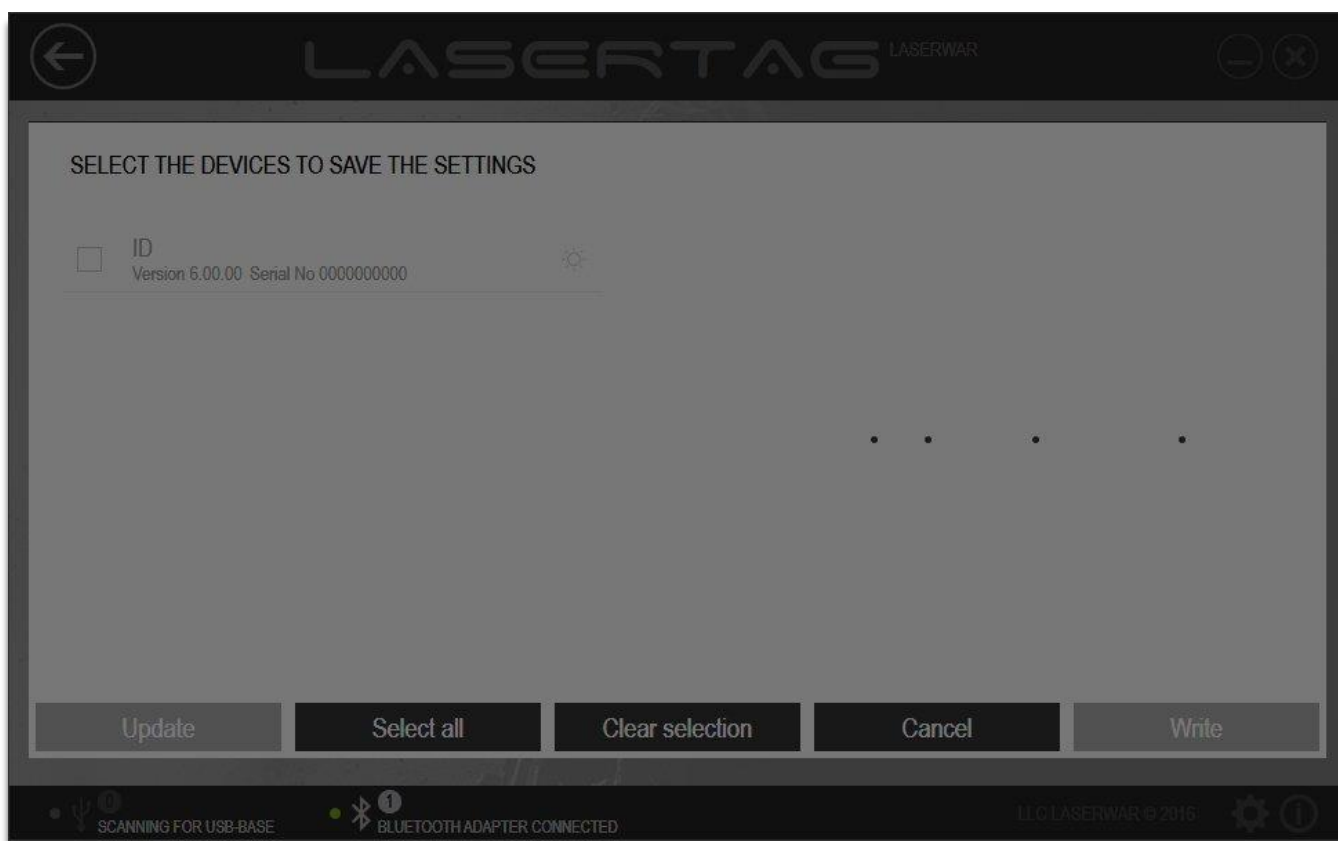 LASERTAG LASERWAR
SELECT THE DEVICES TO SAVE THE SETTINGS
ID
Version 6.00.00 Serial No 0000000000
Update Select all Clear selection Cancel Write
0
SCANNING FOR USB-BASE
1
BLUETOOTH ADAPTER CONNECTED
LLC LASERWAR © 2016